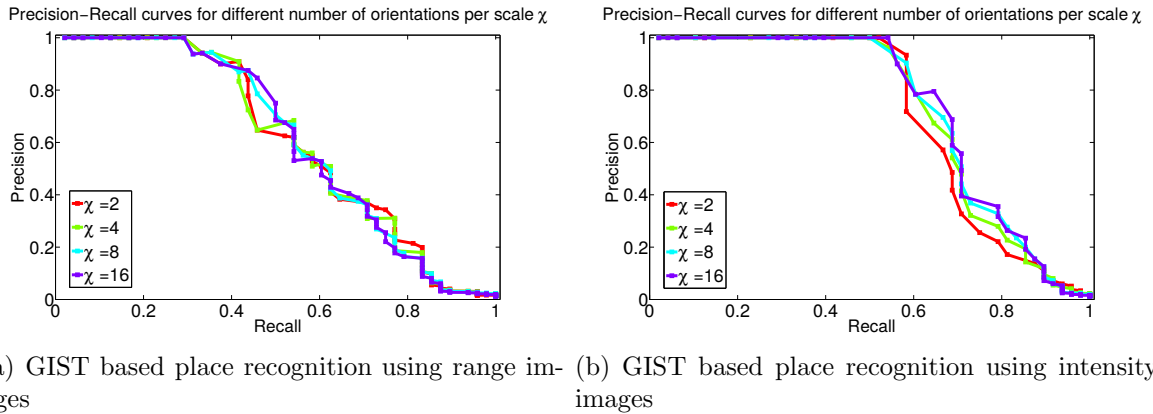 Precision−Recall curves for different number of orientations per scale χ
1
0.8
0.6
0.4
0.2
0
Precision
χ =2
χ =4
χ =8
χ =16
0 0.2 0.4 0.6 0.8 1
Recall
) GIST based place recognition using range im-
ges
Precision−Recall curves for different number of orientations per scale χ
1
0.8
0.6
0.4
0.2
0
Precision
χ =2
χ =4
χ =8
χ =16
0 0.2 0.4 0.6 0.8 1
Recall
(b) GIST based place recognition using intensity
images